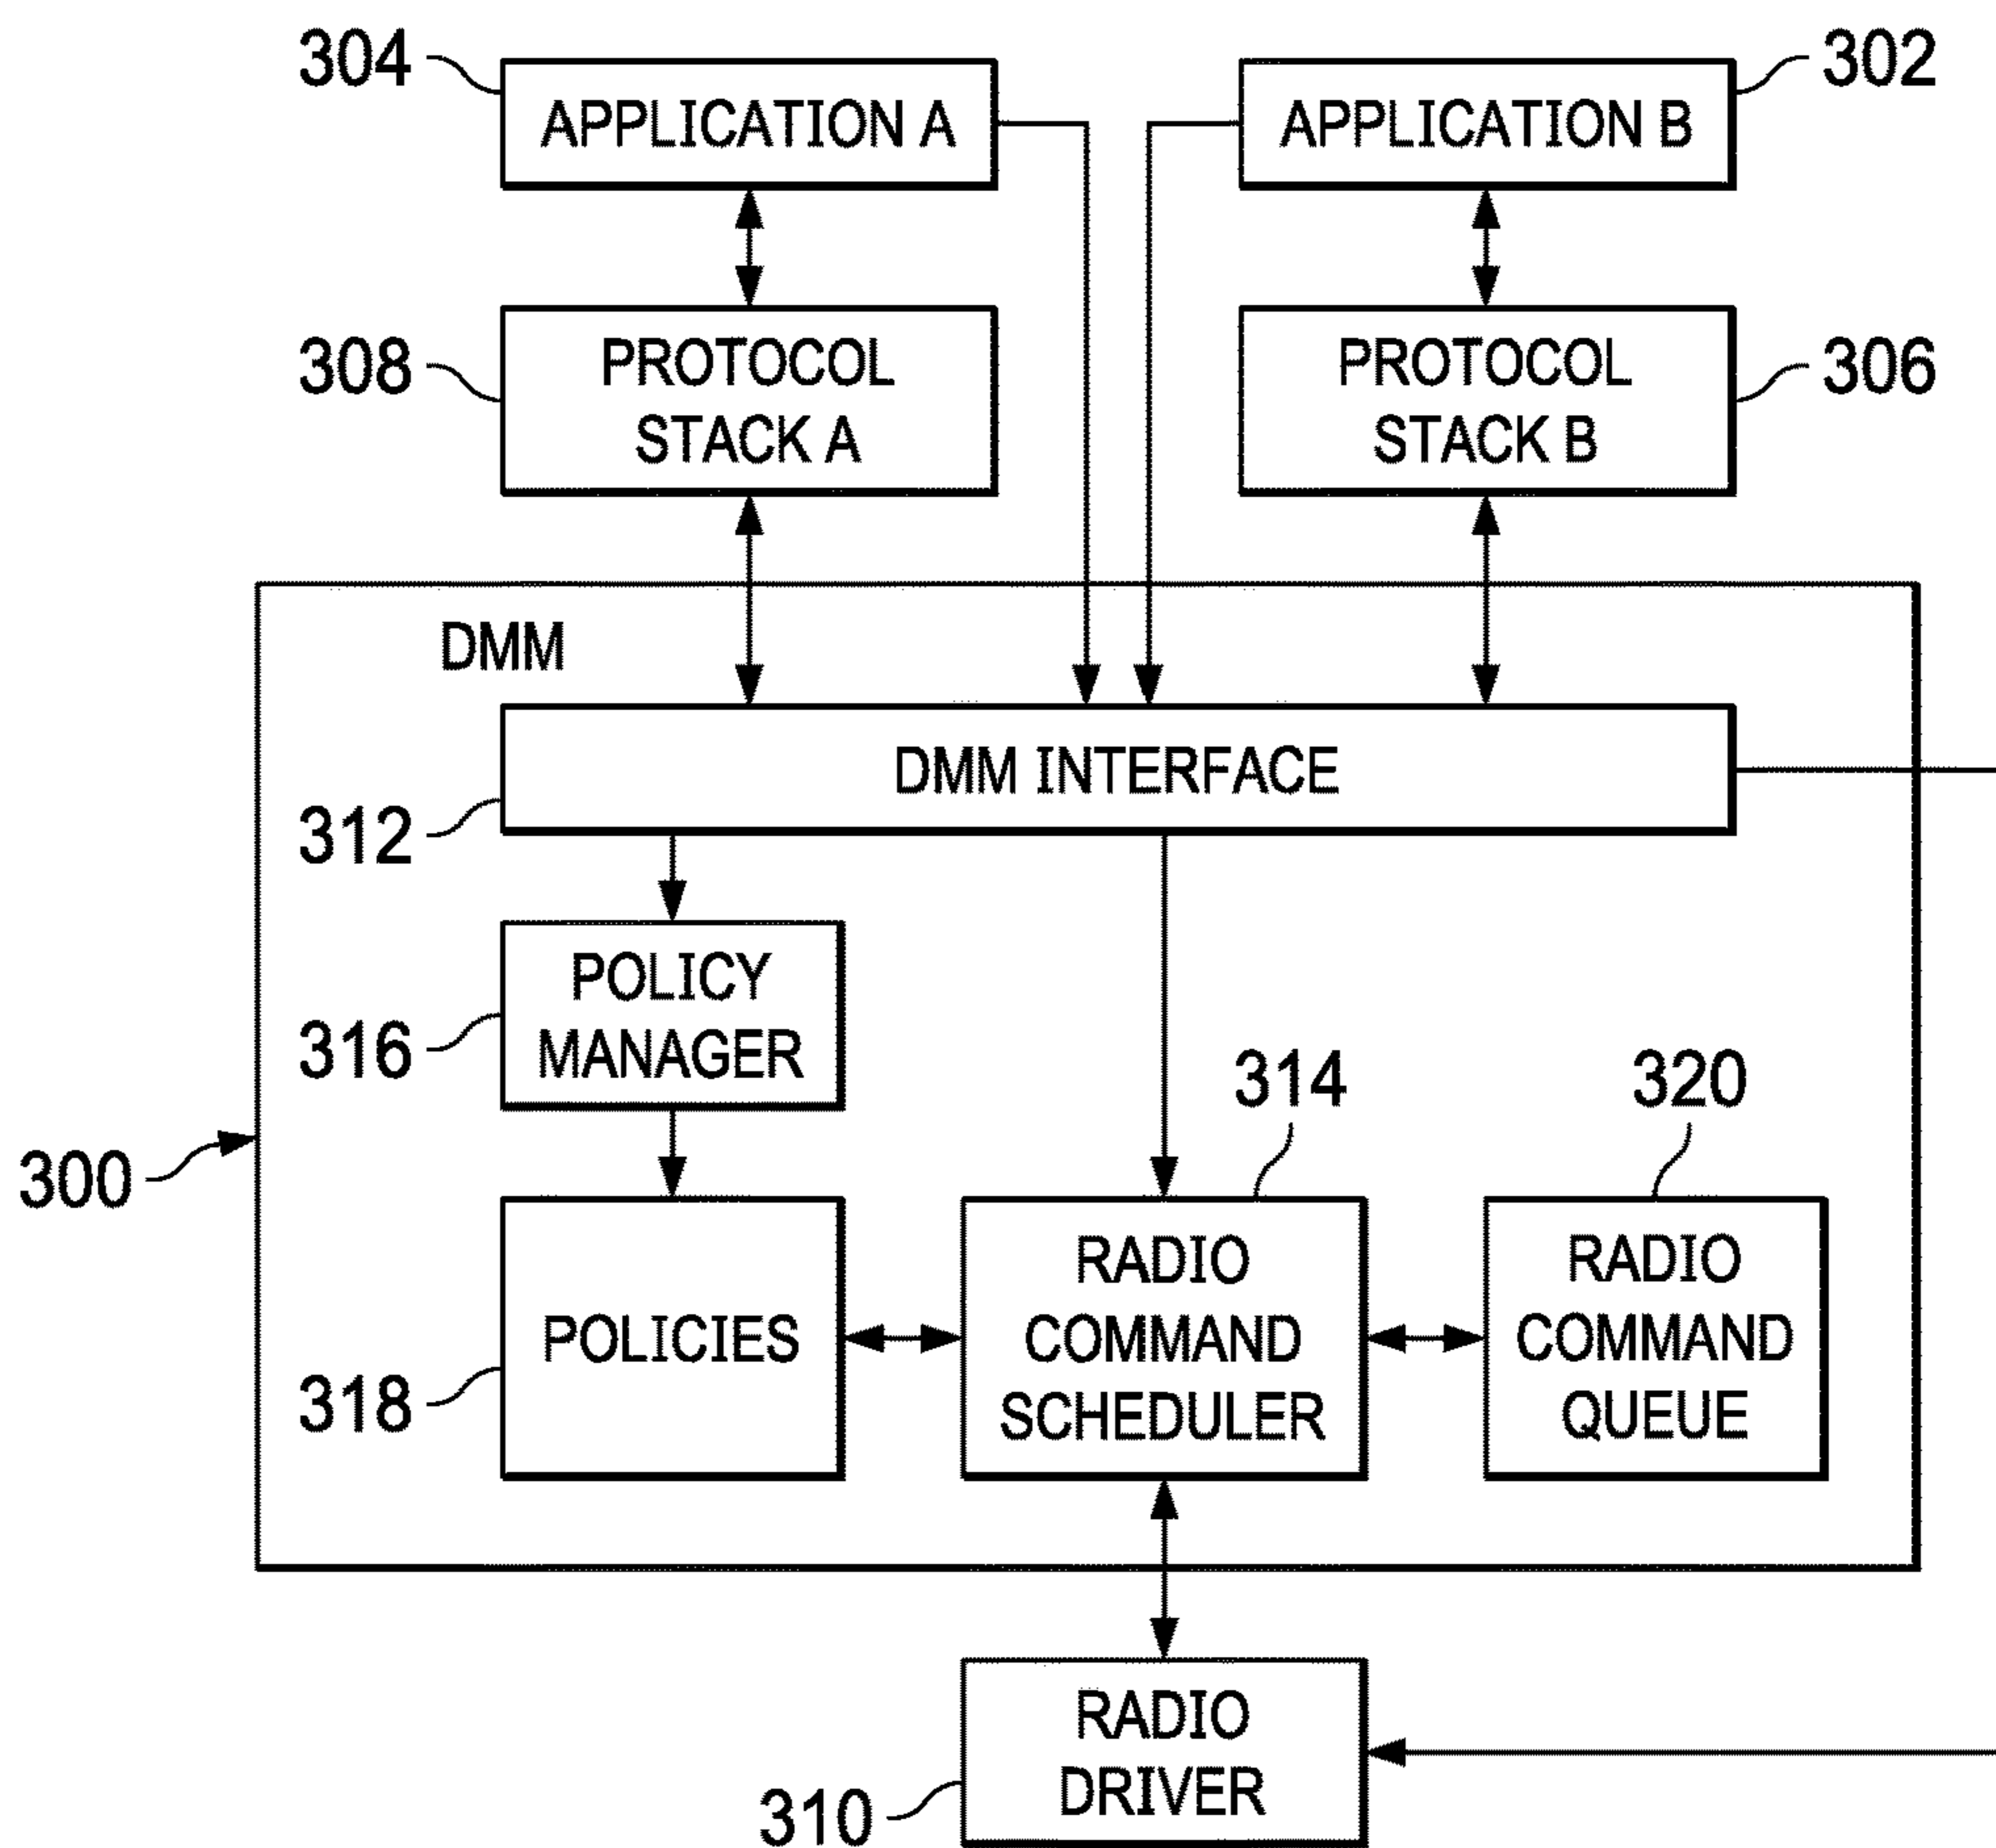 304
APPLICATION A
APPLICATION B
302
308
PROTOCOL
STACK A
PROTOCOL
STACK B
306
DMM
DMM INTERFACE
312
POLICY
MANAGER
316
314
320
300
POLICIES
318
RADIO
COMMAND
SCHEDULER
RADIO
COMMAND
QUEUE
RADIO
DRIVER
310